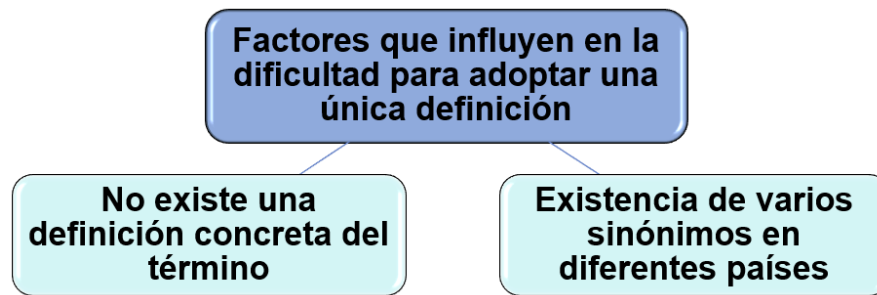 Factores que influyen en la
dificultad para adoptar una
única definición
No existe una
definición concreta del
término
Existencia de varios
sinónimos en
diferentes países